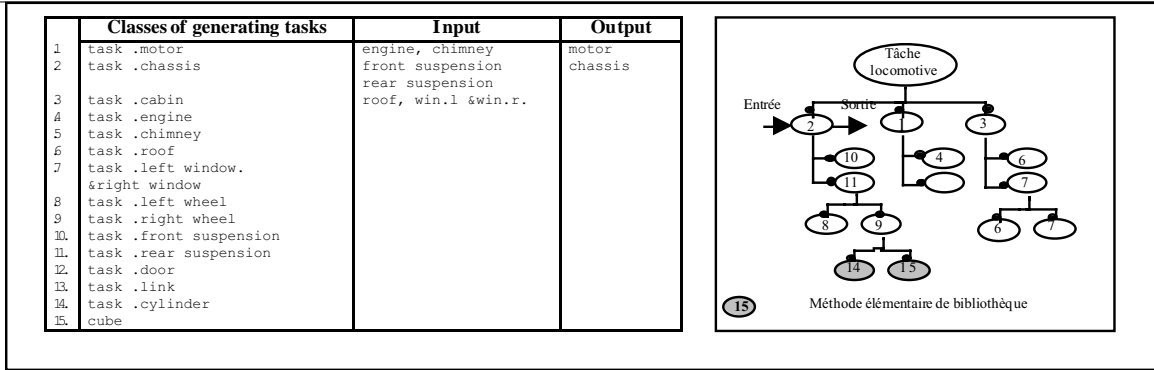 Classes of generating tasks Input Output
1 task .motor engine, chimney motor
2 task .chassis front suspension chassis
rear suspension
3 task .cabin roof, win.l &win.r.
4 task .engine
5 task .chimney
6 task .roof
7 task .left window.
&right window
8 task .left wheel
9 task .right wheel
10. task .front suspension
11. task .rear suspension
12. task .door
13. task .link
14. task .cylinder
15. cube
Tâche
locomotive
Entrée Sortie
2 1 3
10 4 6
11 7
8 9 6 7
14 15
15 Méthode élémentaire de bibliothèque